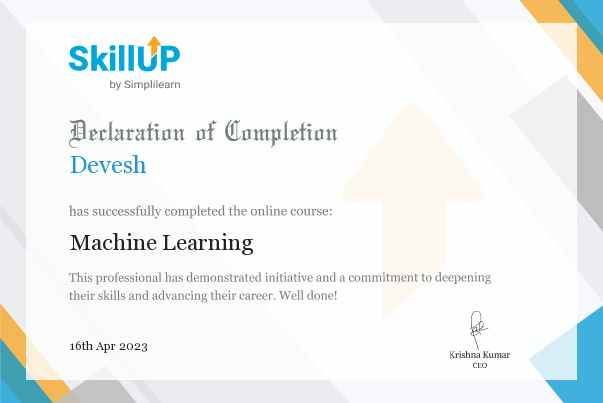 SkillUP
by Simplilearn
Declaration of Completion
Devesh
has successfully completed the online course:
Machine Learning
This professional has demonstrated initiative and a commitment to deepening
their skills and advancing their career. Well done!
16th Apr 2023
Krishna Kumar
CEO